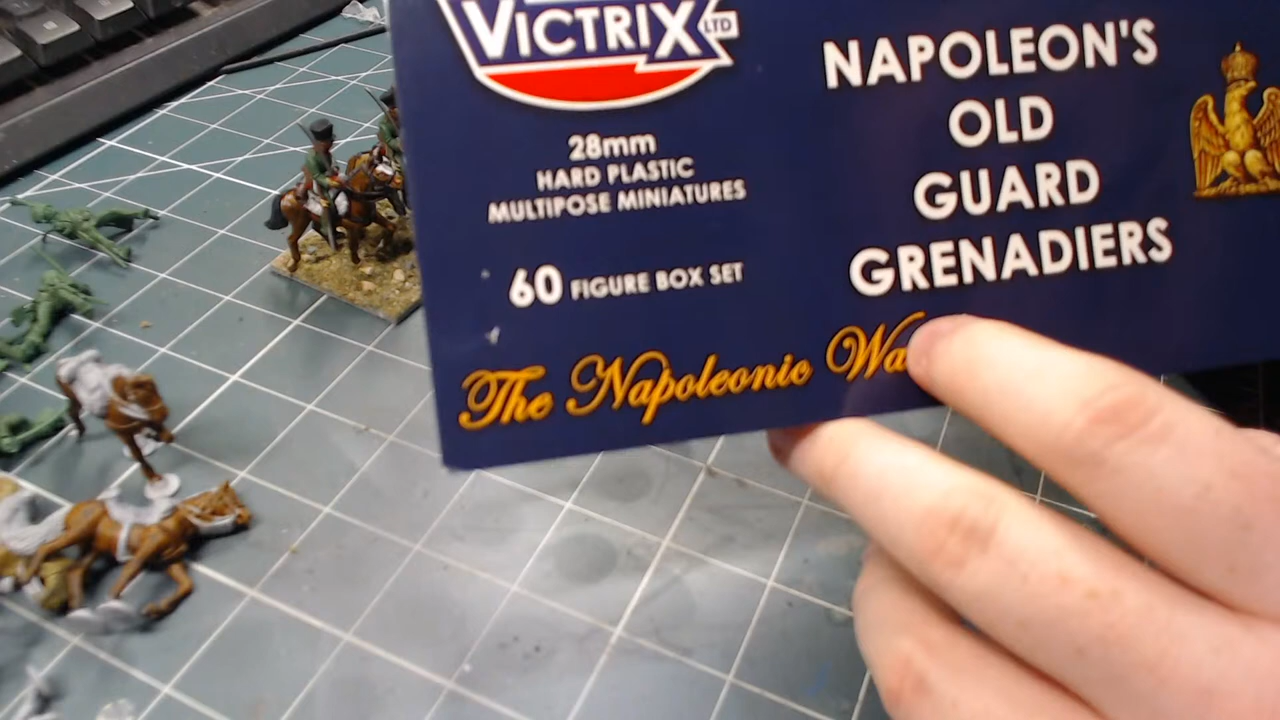 VICTRIX
LTD
28mm
HARD PLASTIC
MULTIPOSE MINIATURES
60 FIGURE BOX SET
The Napoleonic
NAPOLEON'S
OLD
GUARD
GRENADIERS